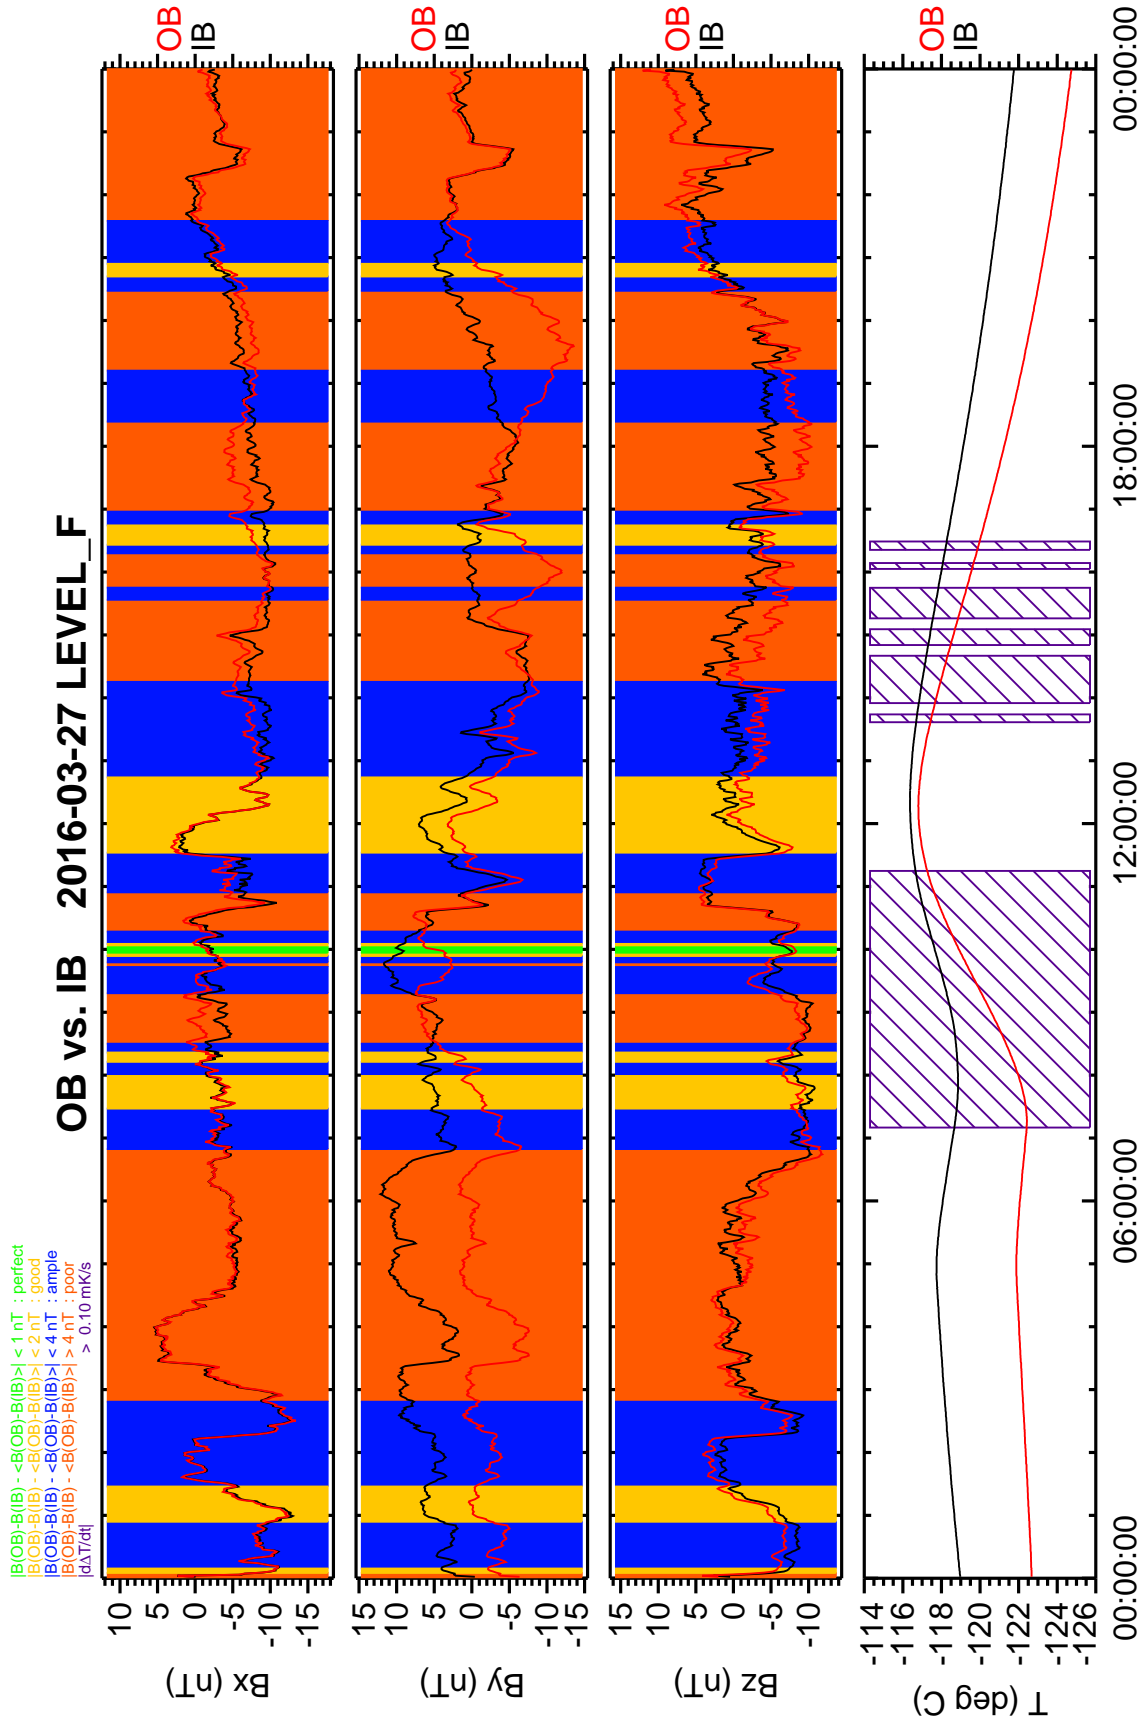 OB vs. IB 2016-03-27 LEVEL_F
|B(OB)-B(IB) - <B(OB)-B(IB)>| < 1 nT : perfect
|B(OB)-B(IB) - <B(OB)-B(IB)>| < 2 nT : good
|B(OB)-B(IB) - <B(OB)-B(IB)>| < 4 nT : ample
|B(OB)-B(IB) - <B(OB)-B(IB)>| > 4 nT : poor
|dΔT/dt| > 0.10 mK/s
Bx (nT)
10
5
0
-5
-10
-15
OB
IB
By (nT)
15
10
5
0
-5
-10
-15
OB
IB
Bz (nT)
15
10
5
0
-5
-10
OB
IB
T (deg C)
-114
-116
-118
-120
-122
-124
-126
OB
IB
00:00:00
06:00:00
12:00:00
18:00:00
00:00:00